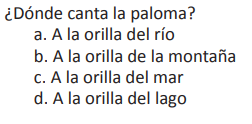 ¿Dónde canta la paloma?
a. A la orilla del río
b. A la orilla de la montaña
c. A la orilla del mar
d. A la orilla del lago